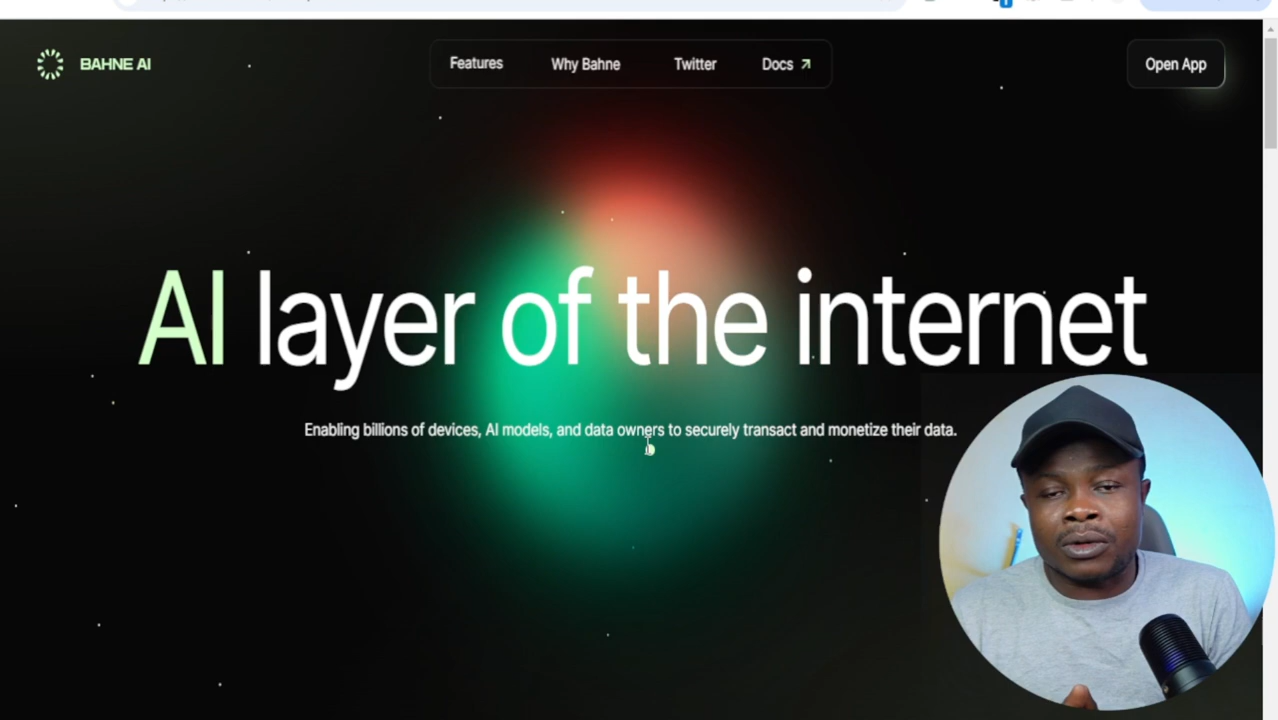 BAHNE AI
Features Why Bahne Twitter Docs
Open App
AI layer of the internet
Enabling billions of devices, AI models, and data owners to securely transact and monetize their data.